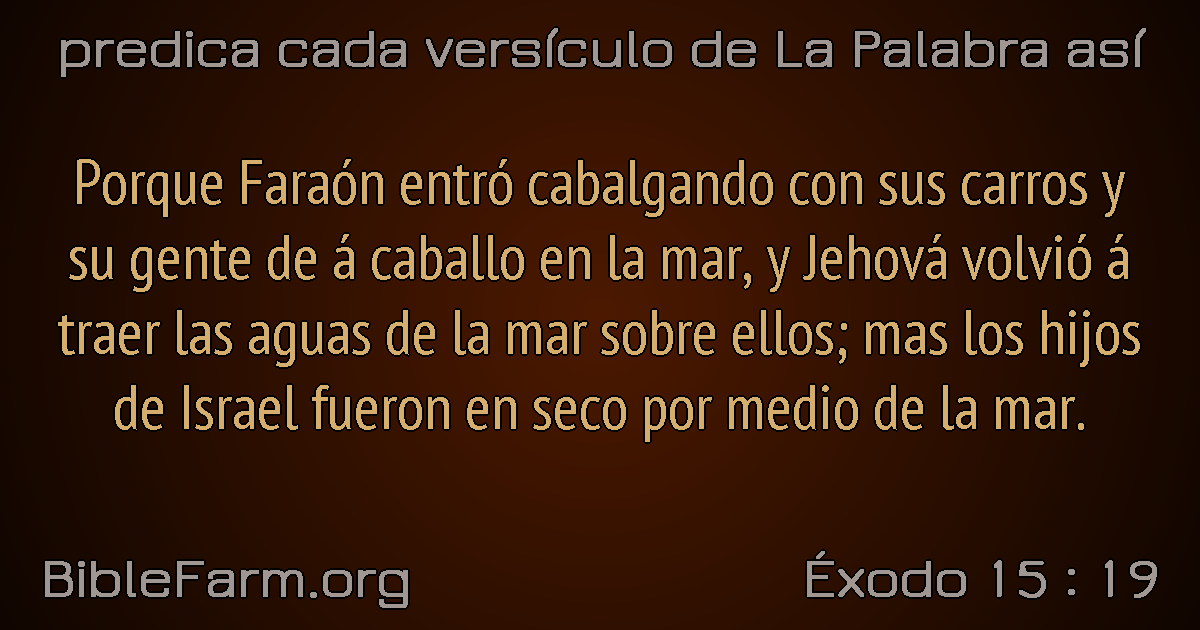 predica cada versículo de La Palabra así
Porque Faraón entró cabalgando con sus carros y
su gente de á caballo en la mar, y Jehová volvió á
traer las aguas de la mar sobre ellos; mas los hijos
de Israel fueron en seco por medio de la mar.
BibleFarm.org
Éxodo 15 : 19